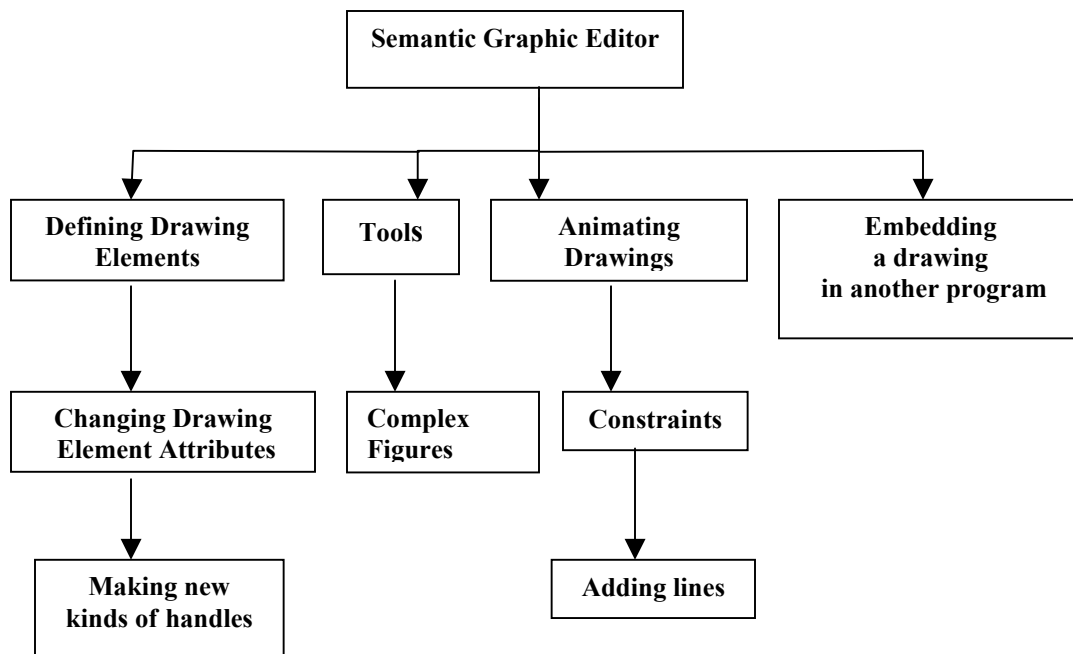 Semantic Graphic Editor
Defining Drawing
Elements
Tools
Animating
Drawings
Embedding
a drawing
in another program
Changing Drawing
Element Attributes
Complex
Figures
Constraints
Making new
kinds of handles
Adding lines